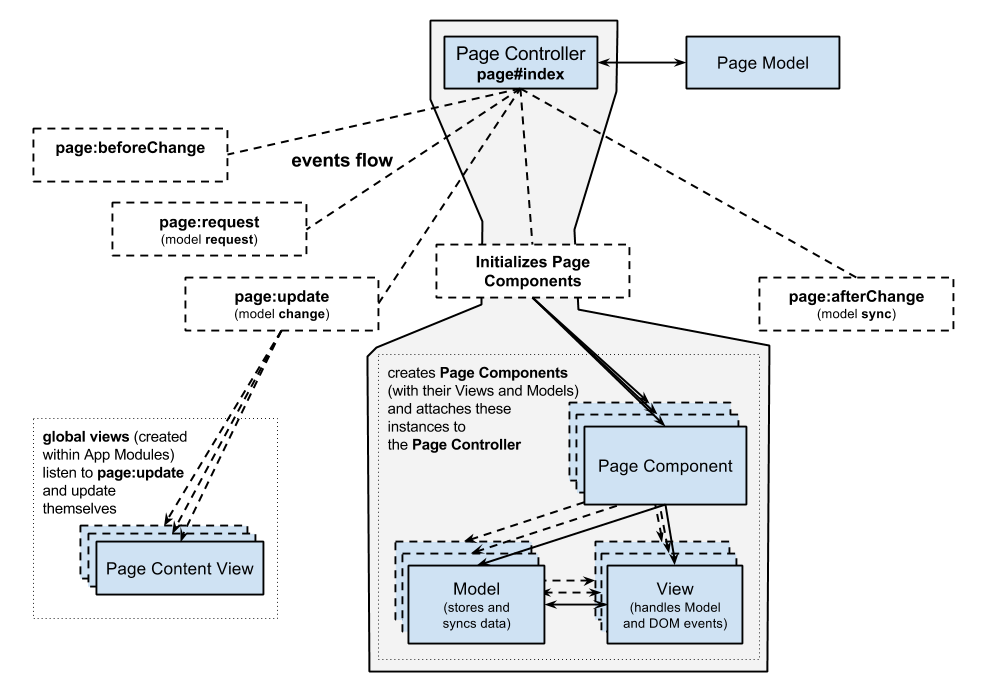 Page Controller
page#index
Page Model
page:beforeChange
events flow
page:request
(model request)
Initializes Page
Components
page:update
(model change)
page:afterChange
(model sync)
creates Page Components
(with their Views and Models)
and attaches these
instances to
the Page Controller
global views (created
within App Modules)
listen to page:update
and update
themselves
Page Component
Page Content View
Model
(stores and
syncs data)
View
(handles Model
and DOM events)